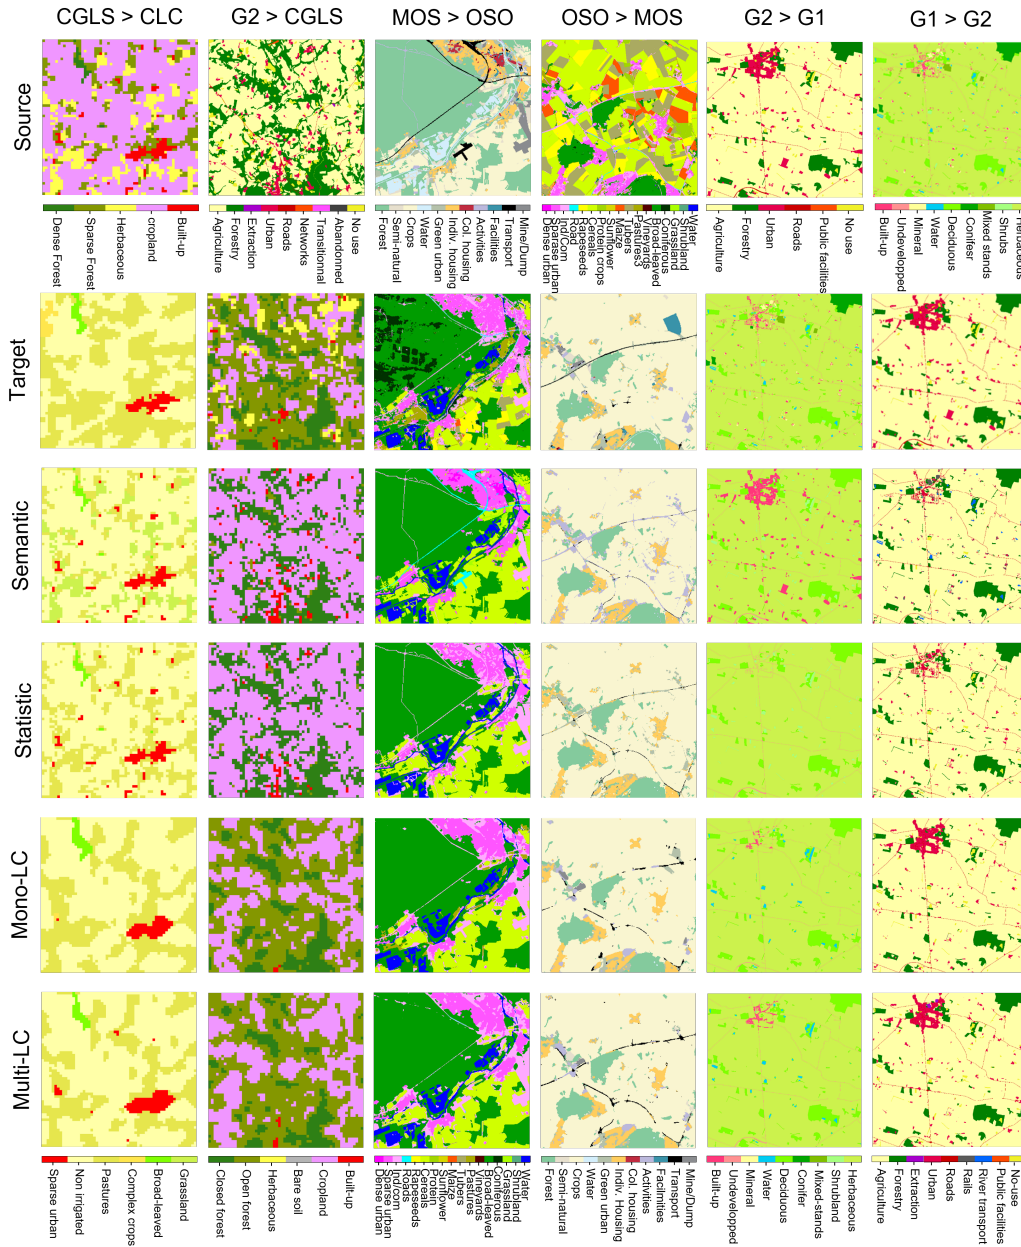 CGLS > CLC
G2 > CGLS
MOS > OSO
OSO > MOS
G2 > G1
G1 > G2
Source
Dense Forest
Sparse Forest
Herbaceous
cropland
Built-up
Agriculture
Forestry
Extraction
Urban
Roads
Networks
Transitionnal
Abandonned
No use
Forest
Semi-natural
Crops
Water
Green urban
Indiv. housing
Col. housing
Activities
Facilities
Transport
Mine/Dump
Dense urban
Sparse urban
Ind/Com
Road
Rapeseeds
Cereals
Protein crops
Sunflower
Maize
Tubers
Pastures3
Vineyards
Broad-leaved
Coniferous
Grassland
Shrubland
Water
Agriculture
Forestry
Urban
Roads
Public facilities
No use
Built-up
Undevelopped
Mineral
Water
Deciduous
Conifesr
Mixed stands
Shrubs
Herbaceous
Target
Semantic
Statistic
Mono-LC
Multi-LC
Sparse urban
Non irrigated
Pastures
Complex crops
Broad-leaved
Grassland
Closed forest
Open forest
Herbaceous
Bare soil
Cropland
Built-up
Dense urban
Sparse urban
Ind/com
Roads
Rapeseeds
Cereals
Protein
Sunflower
Maize
Tubers
Pastures
Vineyards
Broad-leaved
Coniferous
Grassland
Shrubland
Water
Forest
Semi-natural
Crops
Water
Green urban
Indiv. Housing
Col. housing
Activities
Facilities
Transport
Mine/Dump
Built-up
Undevelopped
Mineral
Water
Deciduous
Conifer
Mixed-stands
Shrubland
Herbaceous
Agriculture
Forestry
Extraction
Urban
Roads
Rails
River transport
Public facilities
No-use